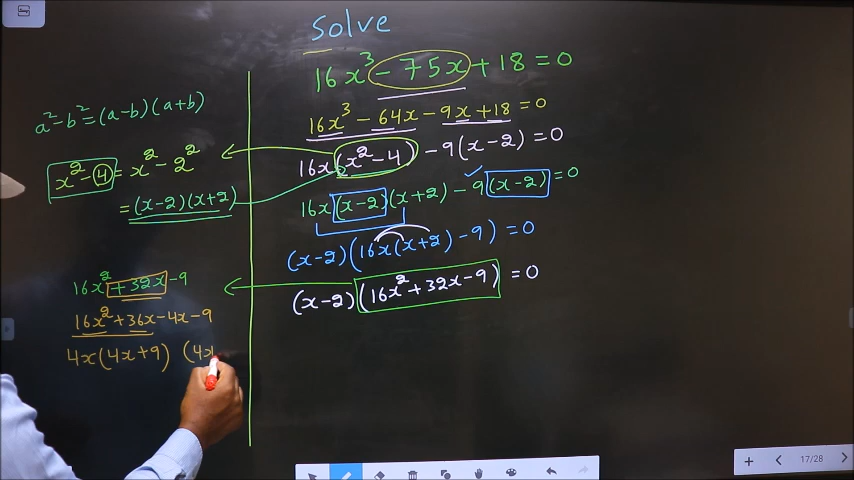 Solve
16x³ - 75x + 18 = 0
16x³ - 64x - 9x + 18 = 0
16x(x² - 4) - 9(x - 2) = 0
16x(x - 2)(x + 2) - 9(x - 2) = 0
(x - 2)(16x(x + 2) - 9) = 0
(x - 2)(16x² + 32x - 9) = 0
a² - b² = (a - b)(a + b)
x² - 4 = x² - 2²
= (x - 2)(x + 2)
16x² + 32x - 9
16x² + 36x - 4x - 9
4x(4x + 9) (4x
17/28